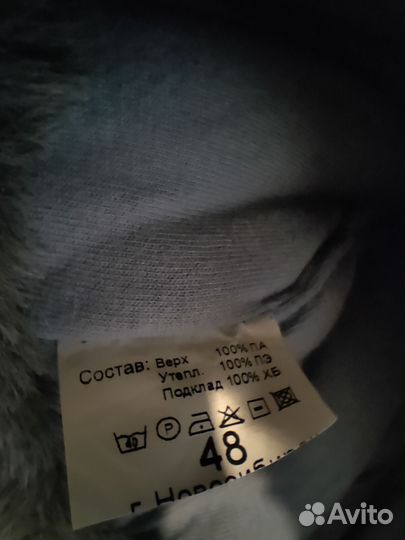 Состав: Верх 100% ПА
Утепл. 100% ПЭ
Подклад 100% ХБ
40 P
48
Avito